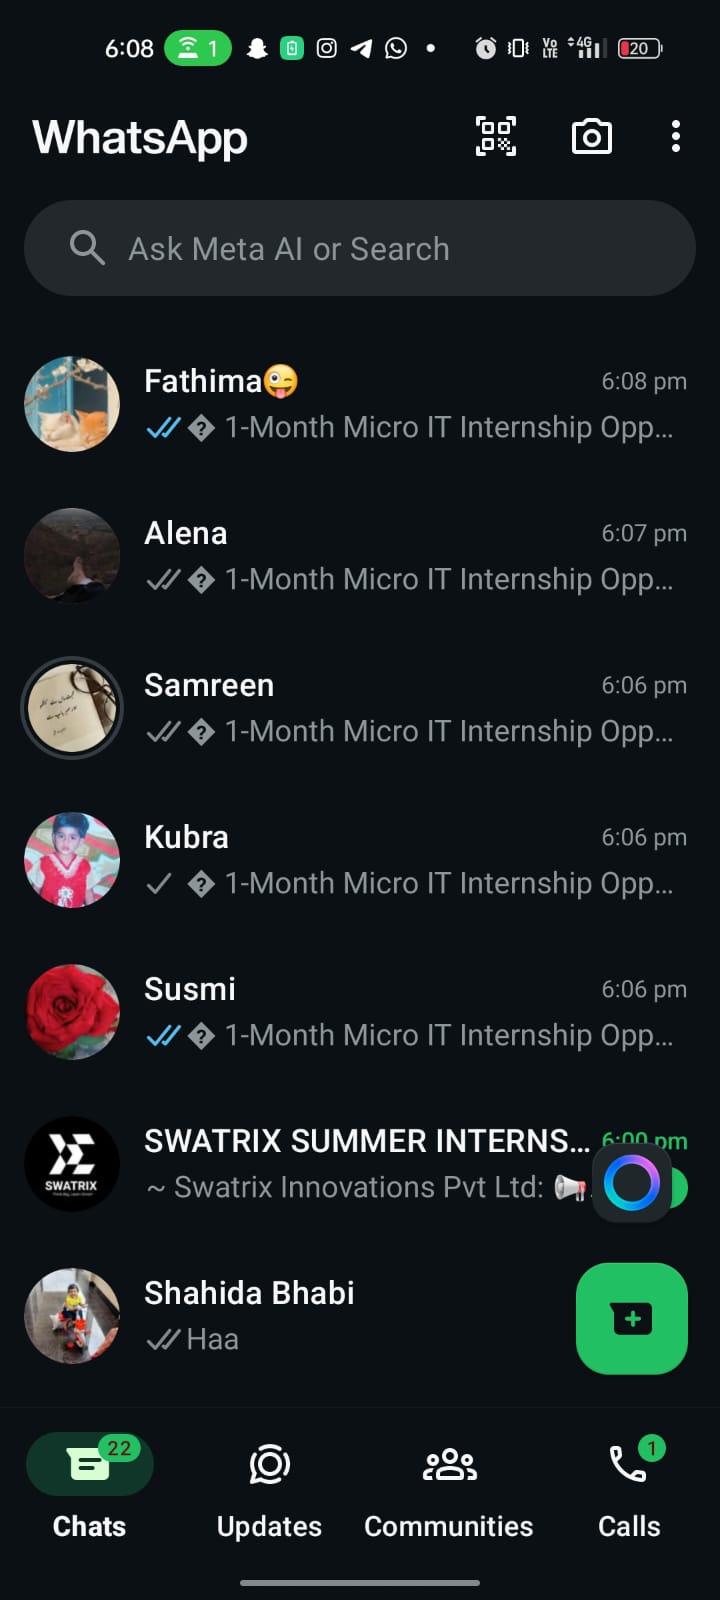 6:08 1 Vo LTE 4G 20
WhatsApp
Ask Meta AI or Search
Fathima😜 6:08 pm
? 1-Month Micro IT Internship Opp...
Alena 6:07 pm
? 1-Month Micro IT Internship Opp...
Samreen 6:06 pm
? 1-Month Micro IT Internship Opp...
Kubra 6:06 pm
? 1-Month Micro IT Internship Opp...
Susmi 6:06 pm
? 1-Month Micro IT Internship Opp...
SWATRIX SUMMER INTERNS... 6:00 pm
SWATRIX
~ Swatrix Innovations Pvt Ltd: 📢.
Shahida Bhabi
Haa
22 1
Chats Updates Communities Calls